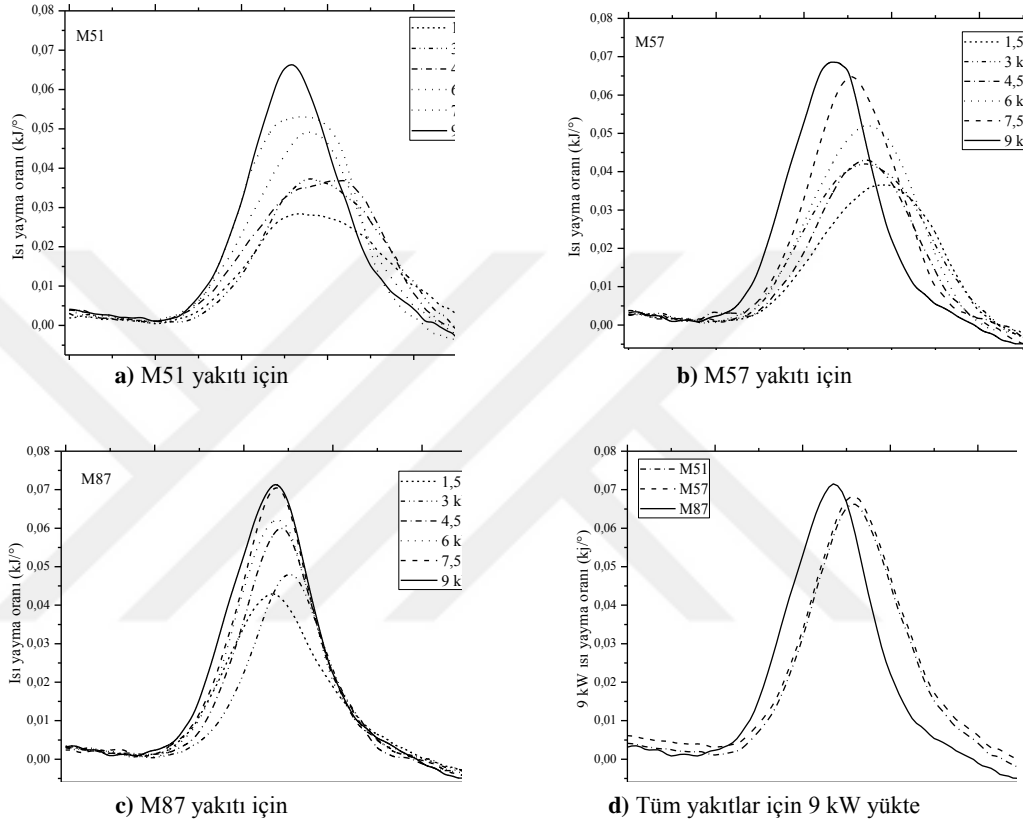 0,08
0,07
0,06
0,05
0,04
0,03
0,02
0,01
0,00
Isı yayma oranı (kJ/°)
M51
1
3
4
6
7
9
a) M51 yakıtı için
0,08
0,07
0,06
0,05
0,04
0,03
0,02
0,01
0,00
Isı yayma oranı (kJ/°)
M57
1,5
3 k
4,5
6 k
7,5
9 k
b) M57 yakıtı için
0,08
0,07
0,06
0,05
0,04
0,03
0,02
0,01
0,00
Isı yayma oranı (kJ/°)
M87
1,5
3 k
4,5
6 k
7,5
9 k
c) M87 yakıtı için
0,08
0,07
0,06
0,05
0,04
0,03
0,02
0,01
0,00
9 kW ısı yayma oranı (kj/°)
M51
M57
M87
d) Tüm yakıtlar için 9 kW yükte